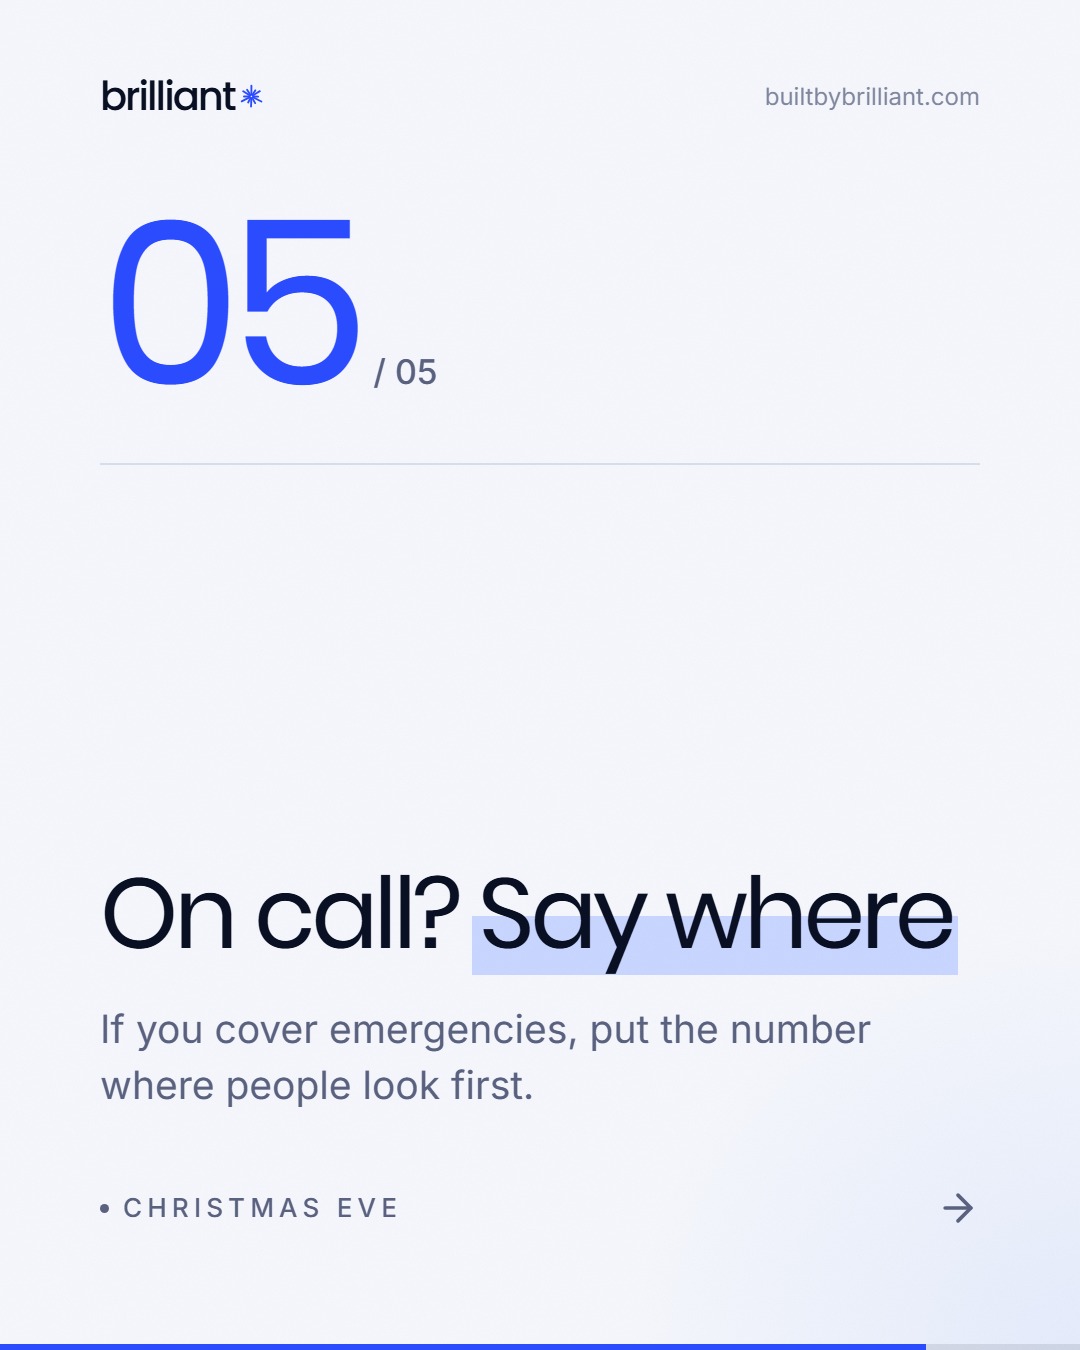 brilliant
builtbybrilliant.com
05 / 05
On call? Say where
If you cover emergencies, put the number
where people look first.
• CHRISTMAS EVE